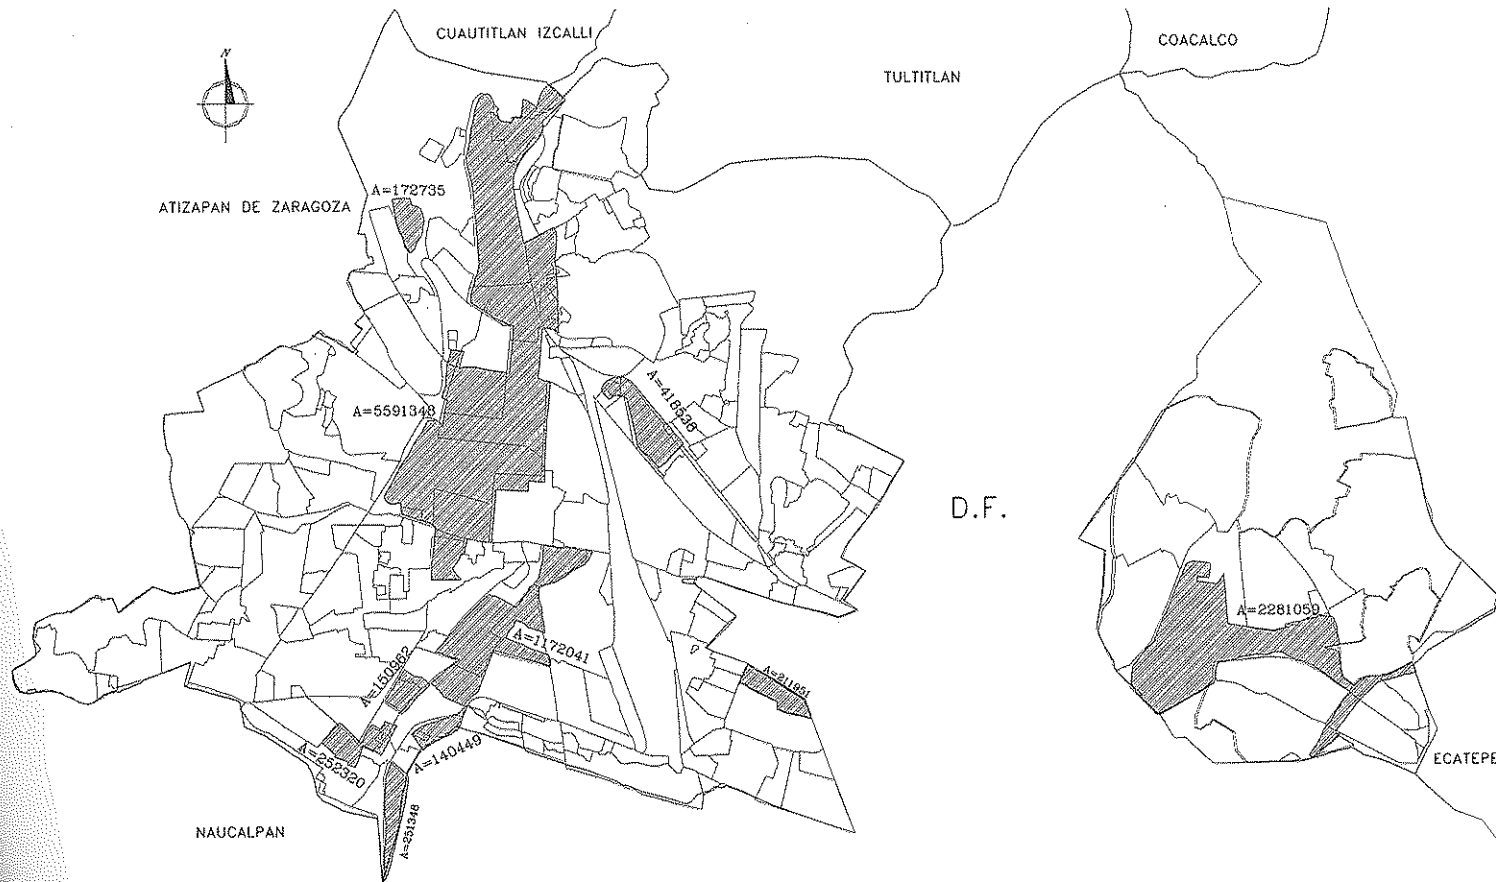 CUAUTITLAN IZCALLI
COACALCO
N
TULTITLAN
A=172735
ATIZAPAN DE ZARAGOZA
A=418538
A=5591348
D.F.
A=2281059
A=1172041
A=150962
A=211951
A=252320
A=140449
ECATEPE
A=251348
NAUCALPAN